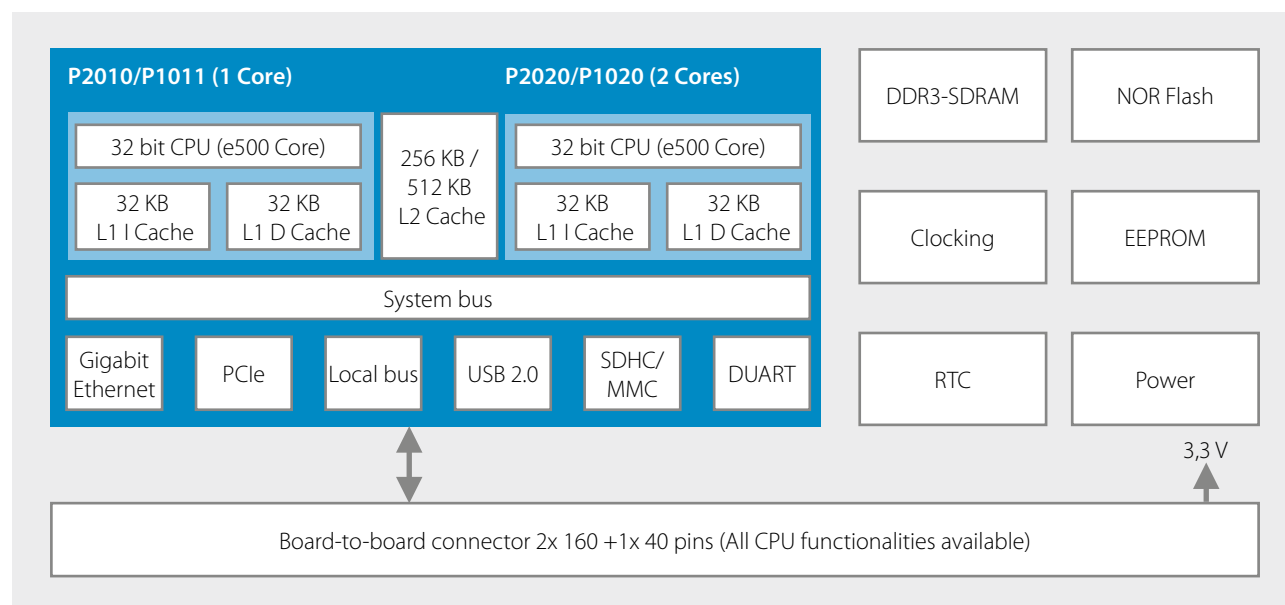 P2010/P1011 (1 Core)
P2020/P1020 (2 Cores)
32 bit CPU (e500 Core)
32 KB
L1 I Cache
32 KB
L1 D Cache
256 KB /
512 KB
L2 Cache
32 bit CPU (e500 Core)
32 KB
L1 I Cache
32 KB
L1 D Cache
System bus
Gigabit
Ethernet
PCIe
Local bus
USB 2.0
SDHC/
MMC
DUART
DDR3-SDRAM
NOR Flash
Clocking
EEPROM
RTC
Power
3,3 V
Board-to-board connector 2x 160 +1x 40 pins (All CPU functionalities available)